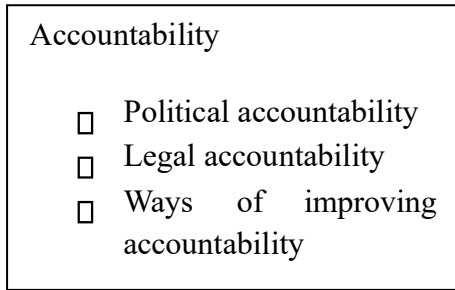 Accountability
Political accountability
Legal accountability
Ways of improving
accountability